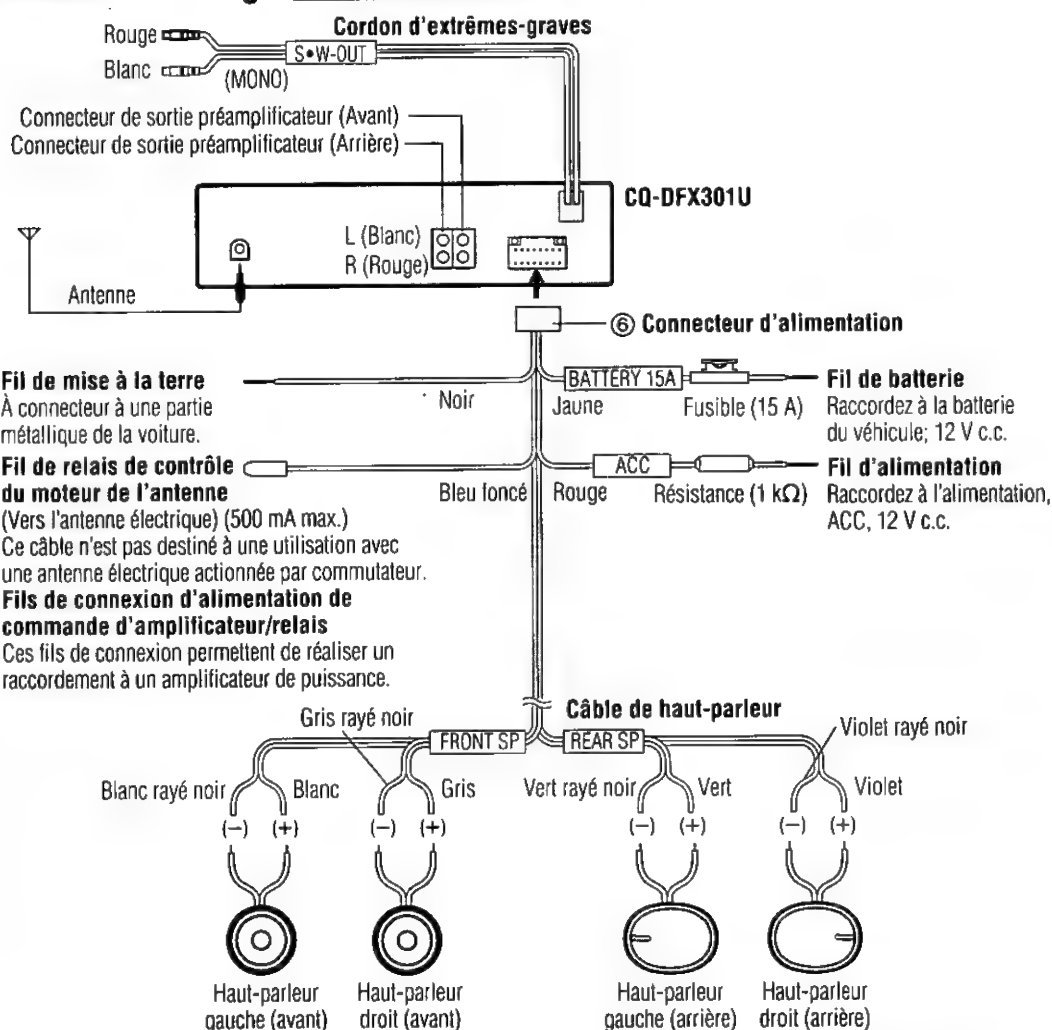 Cordon d'extrêmes-graves
Rouge
S•W-OUT
Blanc
(MONO)
Connecteur de sortie préamplificateur (Avant)
Connecteur de sortie préamplificateur (Arrière)
CQ-DFX301U
L (Blanc)
R (Rouge)
Antenne
⑥ Connecteur d'alimentation
Fil de mise à la terre
À connecteur à une partie
métallique de la voiture.
Noir
BATTERY 15A
Jaune
Fusible (15 A)
Fil de batterie
Raccordez à la batterie
du véhicule; 12 V c.c.
Fil de relais de contrôle
du moteur de l'antenne
(Vers l'antenne électrique) (500 mA max.)
Ce câble n'est pas destiné à une utilisation avec
une antenne électrique actionnée par commutateur.
Bleu foncé
Rouge
ACC
Résistance (1 kΩ)
Fil d'alimentation
Raccordez à l'alimentation,
ACC, 12 V c.c.
Fils de connexion d'alimentation de
commande d'amplificateur/relais
Ces fils de connexion permettent de réaliser un
raccordement à un amplificateur de puissance.
Câble de haut-parleur
Gris rayé noir
FRONT SP
REAR SP
Violet rayé noir
Blanc rayé noir
Blanc
Gris
Vert rayé noir
Vert
Violet
(−) (+) (−) (+) (−) (+) (−) (+)
Haut-parleur
gauche (avant)
Haut-parleur
droit (avant)
Haut-parleur
gauche (arrière)
Haut-parleur
droit (arrière)